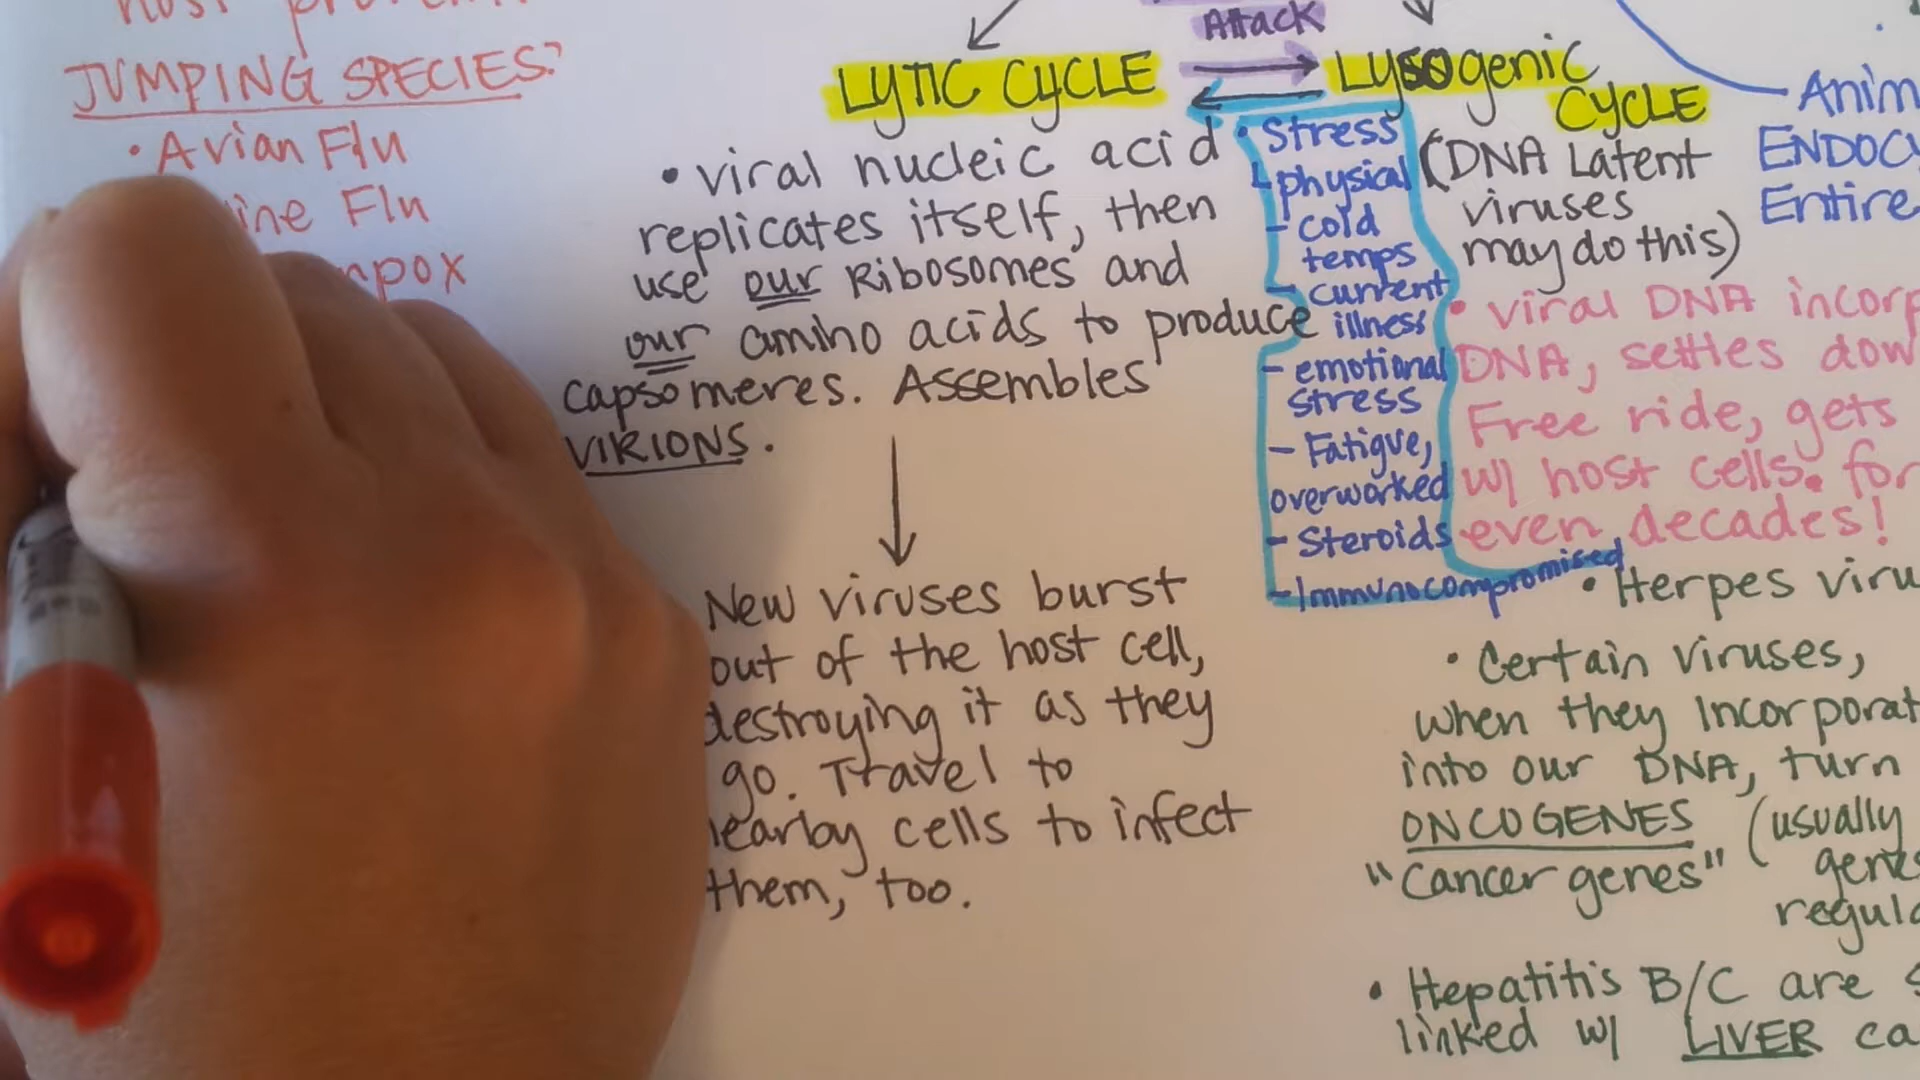 host
JUMPING SPECIES?
• Avian Flu
ine Flu
npox
Attack
LYTIC CYCLE
LYSOgenic
CYCLE
• viral nucleic acid
replicates itself, then
use our Ribosomes and
our amino acids to produce
capsomeres. Assembles
VIRIONS.
New viruses burst
out of the host cell,
destroying it as they
go. Travel to
nearby cells to infect
them, too.
• Stress
physical
- cold
temps
- current
illness
- emotional
stress
- Fatigue,
overworked
- Steroids
- Immunocompromised
(DNA Latent
viruses
may do this)
• viral DNA incorp
DNA, settles dow
Free ride, gets
w/ host cells. for
even decades!
• Herpes viru
• Certain viruses,
when they incorporat
into our DNA, turn
ONCOGENES (usually
"Cancer genes" gene
regula
• Hepatitis B/C are
linked w/ LIVER ca
Anim
ENDOCY
Entire